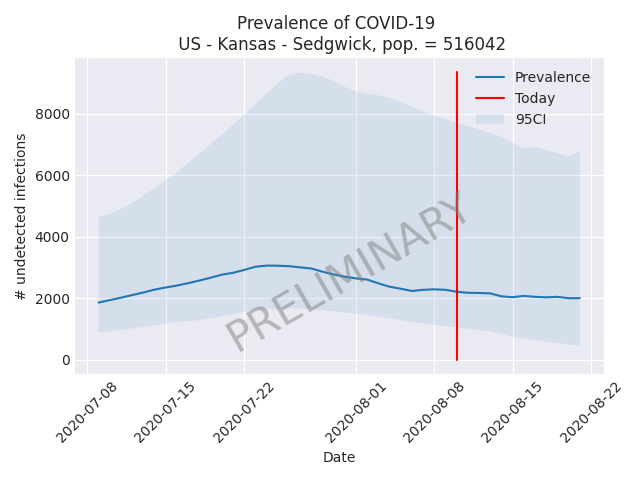 Prevalence of COVID-19
US - Kansas - Sedgwick, pop. = 516042
Prevalence
Today
95CI
# undetected infections
8000
6000
4000
2000
0
PRELIMINARY
2020-07-08
2020-07-15
2020-07-22
2020-08-01
2020-08-08
2020-08-15
2020-08-22
Date